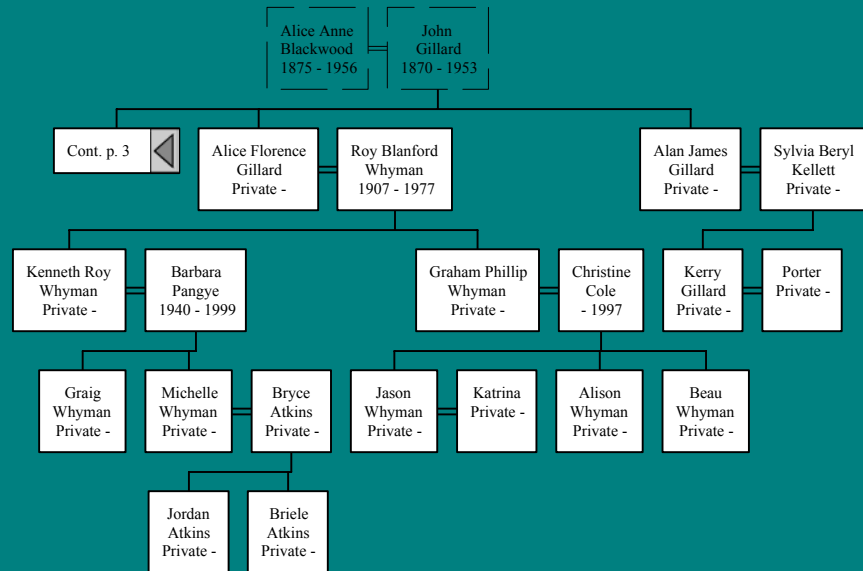 Alice Anne
Blackwood
1875 - 1956
John
Gillard
1870 - 1953
Cont. p. 3
Alice Florence
Gillard
Private -
Roy Blanford
Whyman
1907 - 1977
Alan James
Gillard
Private -
Sylvia Beryl
Kellett
Private -
Kenneth Roy
Whyman
Private -
Barbara
Pangye
1940 - 1999
Graham Phillip
Whyman
Private -
Christine
Cole
- 1997
Kerry
Gillard
Private -
Porter
Private -
Graig
Whyman
Private -
Michelle
Whyman
Private -
Bryce
Atkins
Private -
Jason
Whyman
Private -
Katrina
Private -
Alison
Whyman
Private -
Beau
Whyman
Private -
Jordan
Atkins
Private -
Briele
Atkins
Private -